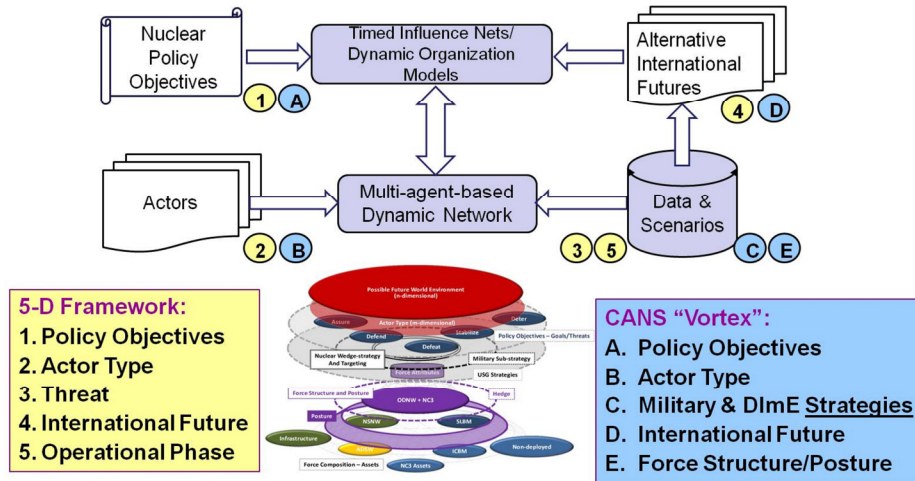 Nuclear
Policy
Objectives
Timed Influence Nets/
Dynamic Organization
Models
Alternative
International
Futures
1 A
4 D
Actors
Multi-agent-based
Dynamic Network
Data &
Scenarios
2 B
3 5
C E
5-D Framework:
1. Policy Objectives
2. Actor Type
3. Threat
4. International Future
5. Operational Phase
Possible Future World Environment
(n-dimensional)
Assure
Actor Type (m-dimensional)
Deter
Defend
Stabilize
Policy Objectives – Goals/Threats
Defeat
Nuclear Wedge-strategy
And Targeting
Military Sub-strategy
Force Attributes
USG Strategies
Force Structure and Posture
Hedge
ODNW + NC3
Posture
NSNW
SLBM
Infrastructure
ICBM
Non-deployed
Force Composition – Assets
NC3 Assets
CANS “Vortex”:
A. Policy Objectives
B. Actor Type
C. Military & DImE Strategies
D. International Future
E. Force Structure/Posture